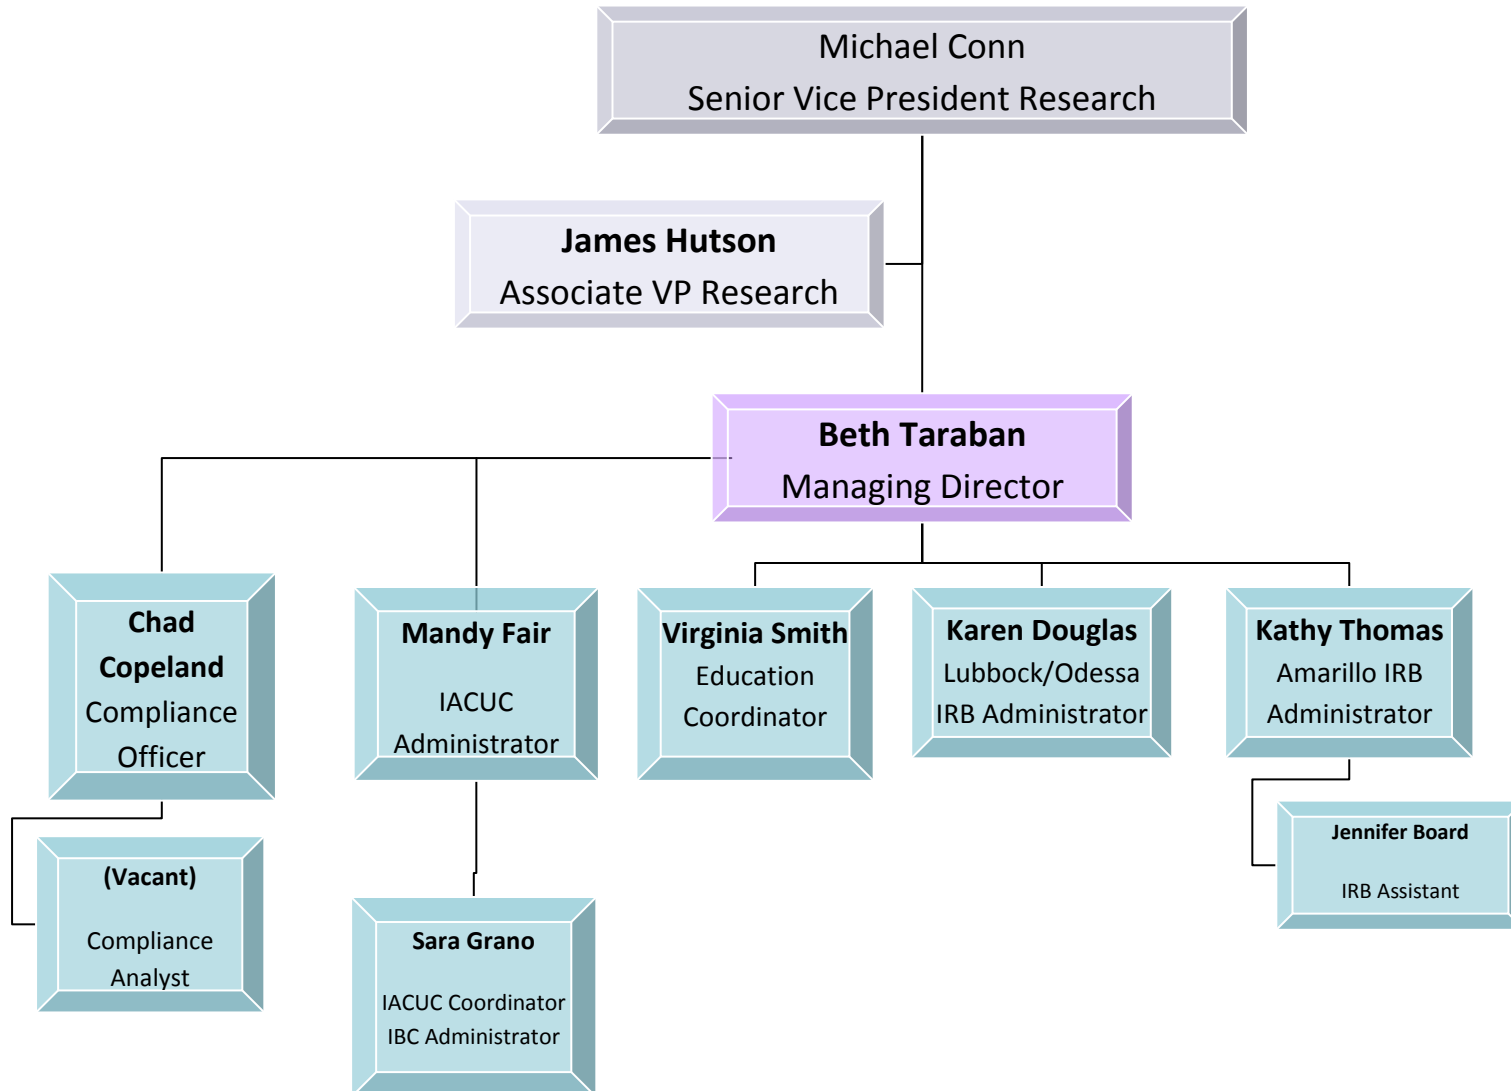 Michael Conn
Senior Vice President Research
James Hutson
Associate VP Research
Beth Taraban
Managing Director
Chad
Copeland
Compliance
Officer
Mandy Fair
IACUC
Administrator
Virginia Smith
Education
Coordinator
Karen Douglas
Lubbock/Odessa
IRB Administrator
Kathy Thomas
Amarillo IRB
Administrator
(Vacant)
Compliance
Analyst
Sara Grano
IACUC Coordinator
IBC Administrator
Jennifer Board
IRB Assistant